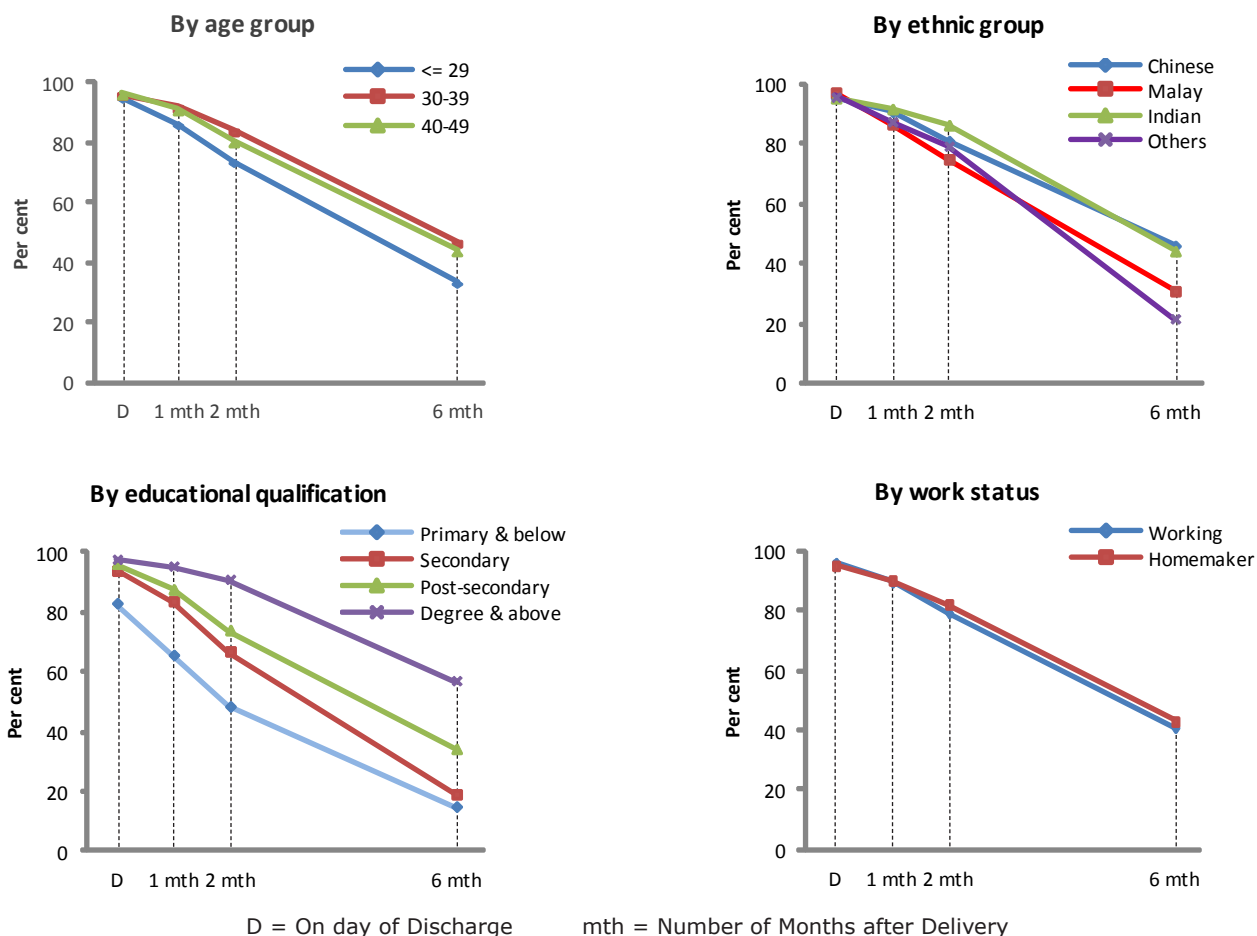 By age group
<= 29
30-39
40-49
Per cent
100
80
60
40
20
0
D 1 mth 2 mth 6 mth
By ethnic group
Chinese
Malay
Indian
Others
Per cent
100
80
60
40
20
0
D 1 mth 2 mth 6 mth
By educational qualification
Primary & below
Secondary
Post-secondary
Degree & above
Per cent
100
80
60
40
20
0
D 1 mth 2 mth 6 mth
By work status
Working
Homemaker
Per cent
100
80
60
40
20
0
D 1 mth 2 mth 6 mth
D = On day of Discharge mth = Number of Months after Delivery